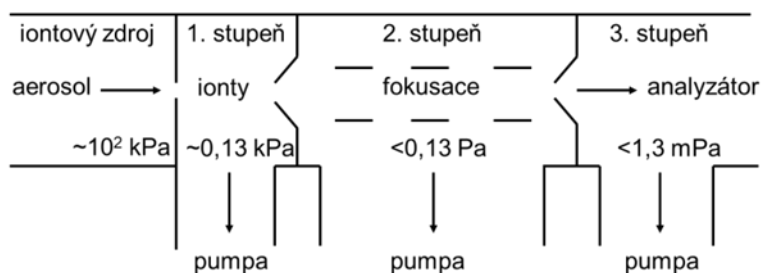 iontový zdroj 1. stupeň 2. stupeň 3. stupeň
aerosol ionty fokusace analyzátor
~10² kPa ~0,13 kPa <0,13 Pa <1,3 mPa
pumpa pumpa pumpa